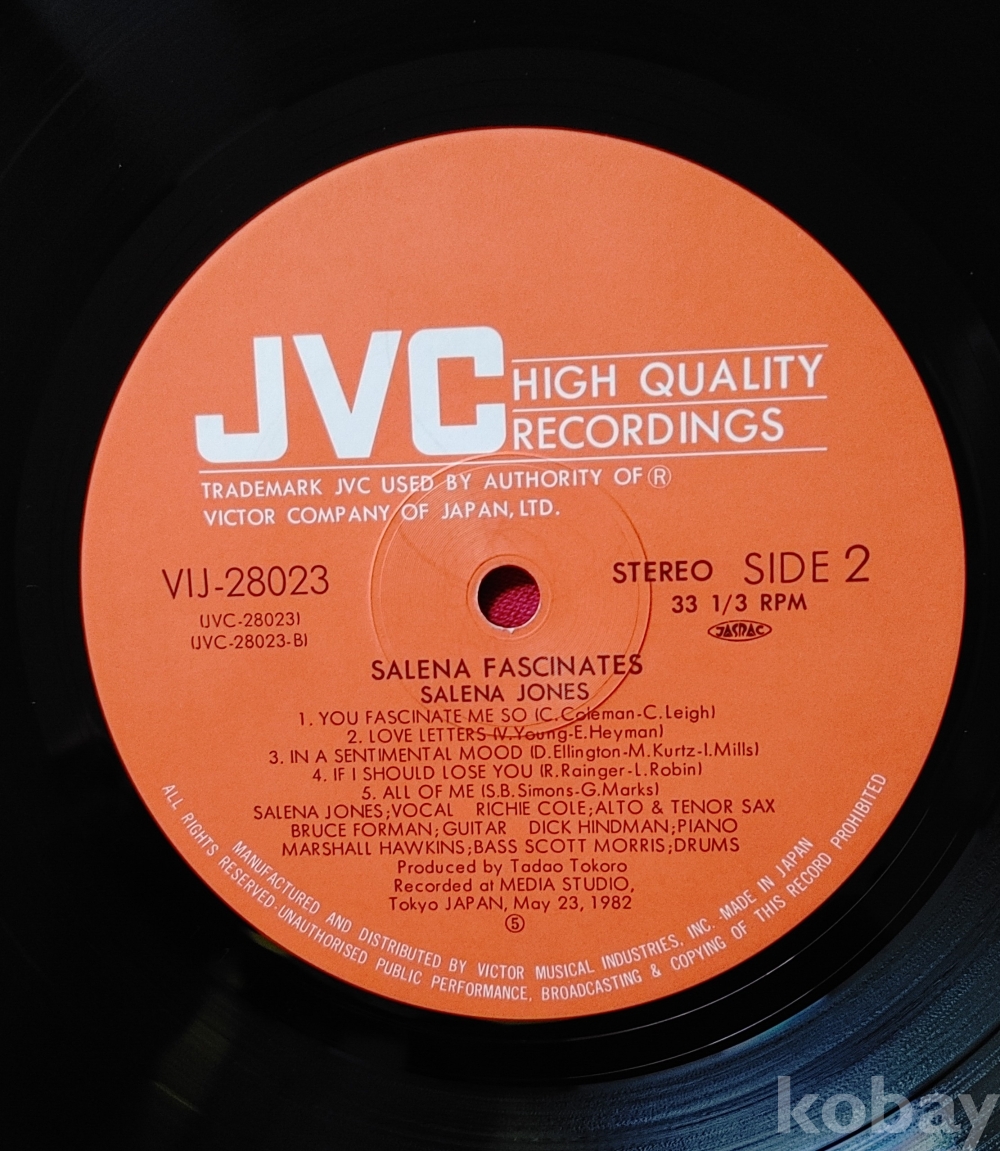 JVC
HIGH QUALITY
RECORDINGS
TRADEMARK JVC USED BY AUTHORITY OF ®
VICTOR COMPANY OF JAPAN, LTD.
VIJ-28023
(JVC-28023)
(JVC-28023-B)
STEREO SIDE 2
33 1/3 RPM
JASRAC
SALENA FASCINATES
SALENA JONES
1. YOU FASCINATE ME SO (C.Coleman-C.Leigh)
2. LOVE LETTERS (V.Young-E.Heyman)
3. IN A SENTIMENTAL MOOD (D.Ellington-M.Kurtz-I.Mills)
4. IF I SHOULD LOSE YOU (R.Rainger-L.Robin)
5. ALL OF ME (S.B.Simons-G.Marks)
SALENA JONES;VOCAL RICHIE COLE;ALTO & TENOR SAX
BRUCE FORMAN;GUITAR DICK HINDMAN;PIANO
MARSHALL HAWKINS;BASS SCOTT MORRIS;DRUMS
Produced by Tadao Tokoro
Recorded at MEDIA STUDIO,
Tokyo JAPAN, May 23, 1982
⑤
MANUFACTURED AND DISTRIBUTED BY VICTOR MUSICAL INDUSTRIES, INC. MADE IN JAPAN
ALL RIGHTS RESERVED·UNAUTHORISED PUBLIC PERFORMANCE, BROADCASTING & COPYING OF THIS RECORD PROHIBITED
kobay